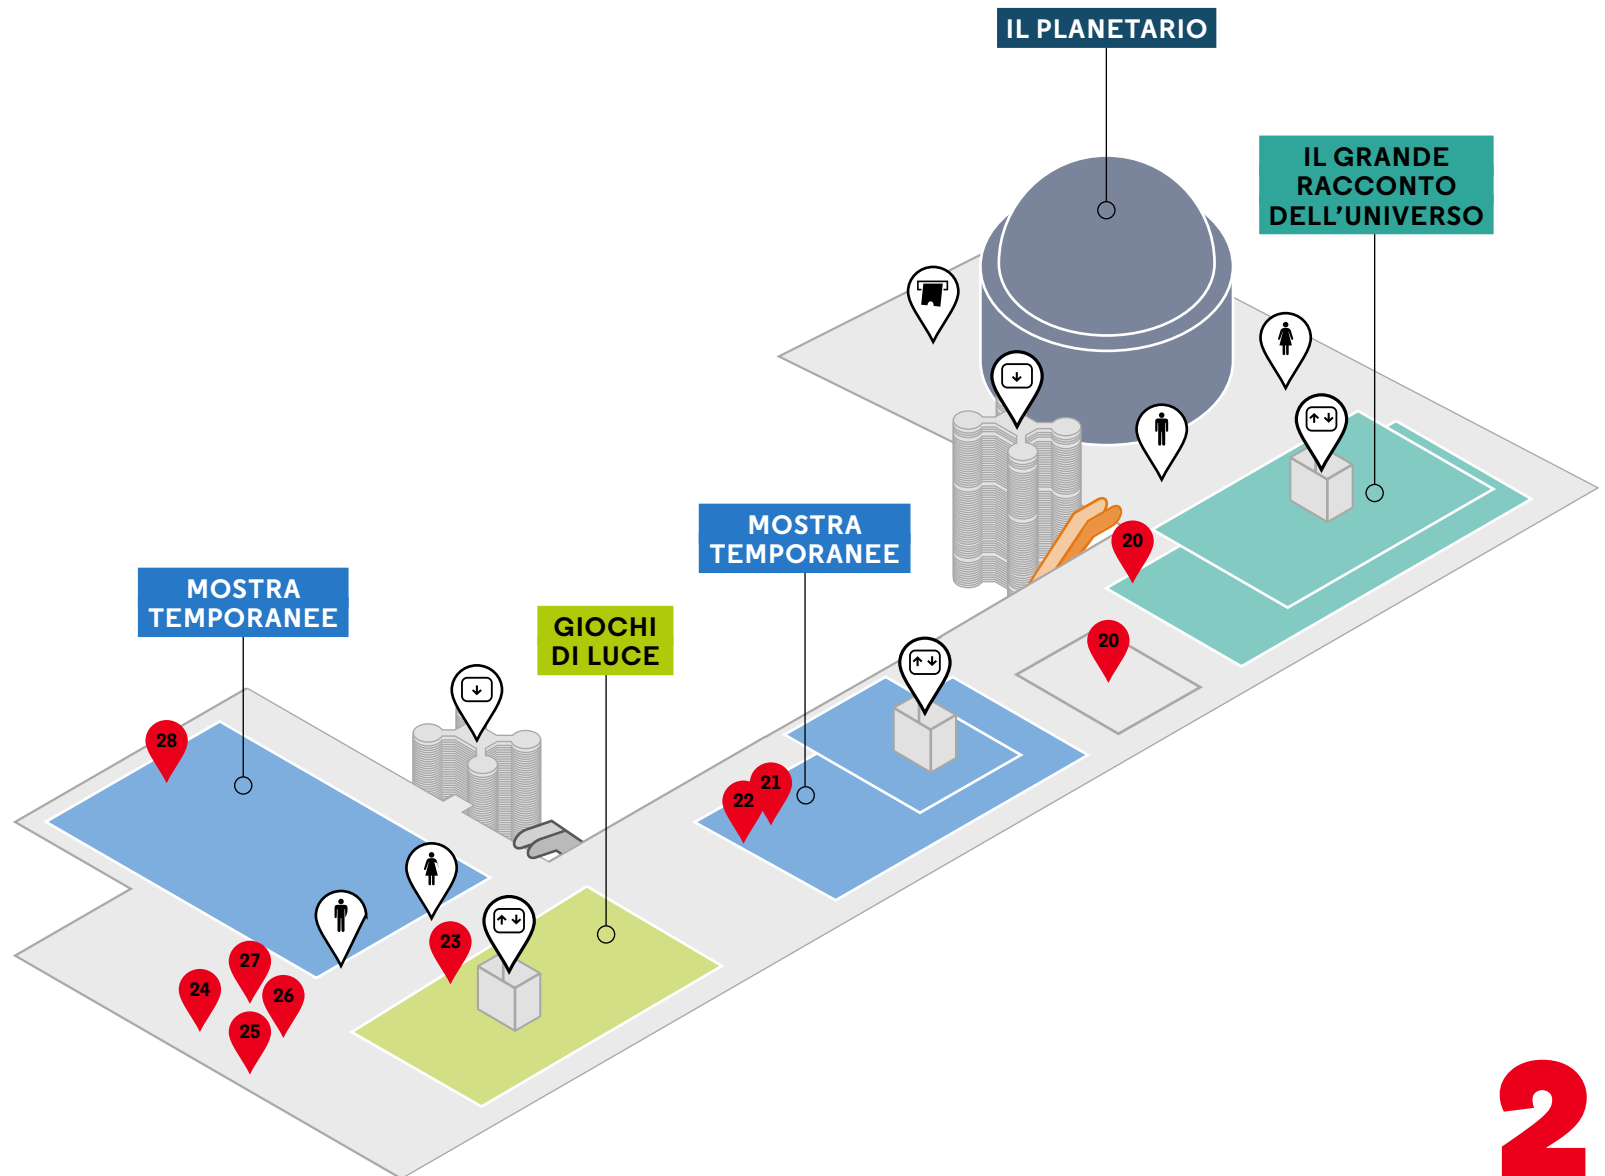 IL PLANETARIO
IL GRANDE
RACCONTO
DELL'UNIVERSO
MOSTRA
TEMPORANEE
20
MOSTRA
TEMPORANEE
GIOCHI
DI LUCE
20
28
21
22
23
27
24
26
25
2